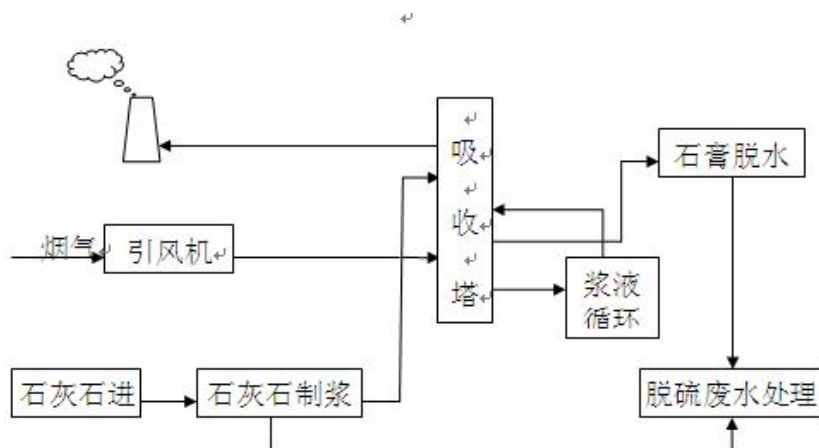 吸
收
塔
石膏脱水
烟气
引风机
浆液
循环
石灰石进
石灰石制浆
脱硫废水处理